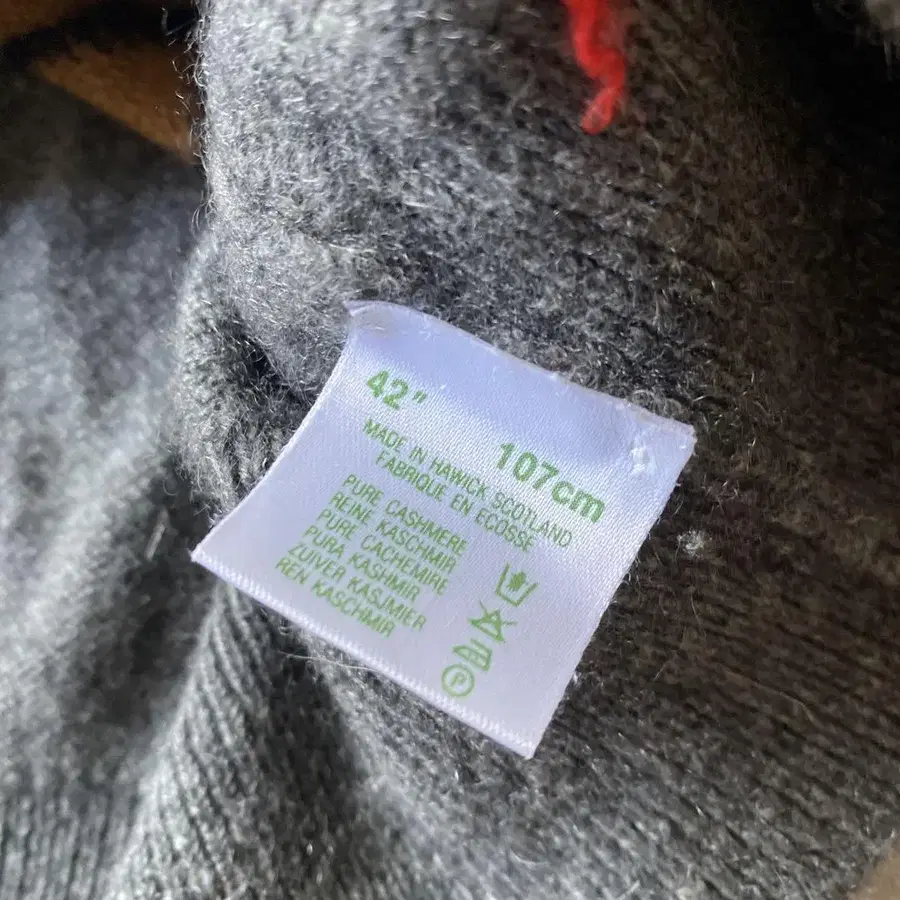 42"
107cm
MADE IN HAWICK SCOTLAND
FABRIQUE EN ECOSSE
PURE CASHMERE
REINE KASCHMIR
PURE CACHEMIRE
PURA KASHMIR
ZUIVER KASJMIER
REN KASCHMIR
P